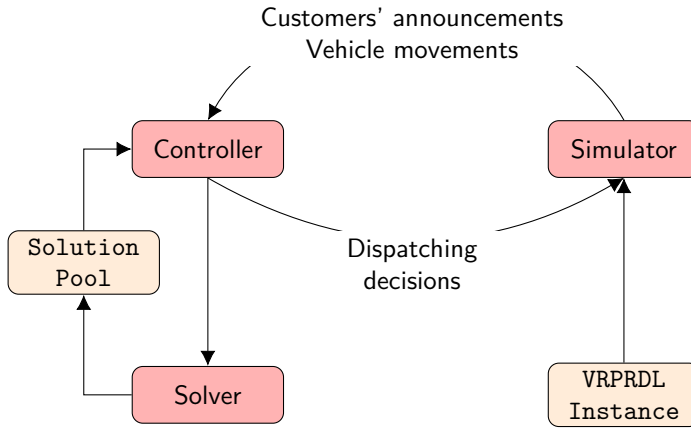 Customers’ announcements
Vehicle movements
Controller
Simulator
Solution
Pool
Dispatching
decisions
Solver
VRPRDL
Instance